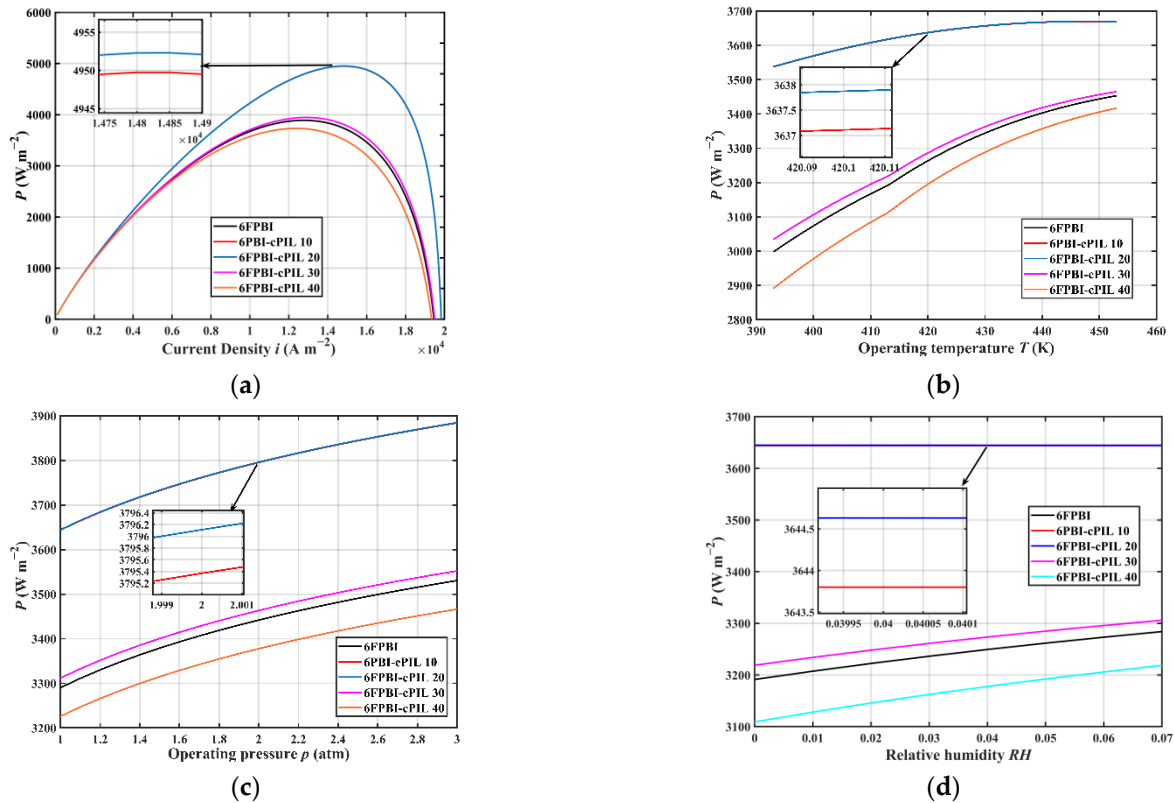 6000
5000
4000
3000
2000
1000
0
P (W m−2)
4955
4950
4945
1.475 1.48 1.485 1.49
×10^4
6FPBI
6PBI-cPIL 10
6FPBI-cPIL 20
6FPBI-cPIL 30
6FPBI-cPIL 40
0 0.2 0.4 0.6 0.8 1 1.2 1.4 1.6 1.8 2
Current Density i (A m−2)
×10^4
(a)
3700
3600
3500
3400
3300
3200
3100
3000
2900
2800
P (W m−2)
3638
3637.5
3637
420.09 420.1 420.11
6FPBI
6PBI-cPIL 10
6FPBI-cPIL 20
6FPBI-cPIL 30
6FPBI-cPIL 40
390 400 410 420 430 440 450 460
Operating temperature T (K)
(b)
3900
3800
3700
3600
3500
3400
3300
3200
P (W m−2)
3796.4
3796.2
3796
3795.8
3795.6
3795.4
3795.2
1.999 2 2.001
6FPBI
6PBI-cPIL 10
6FPBI-cPIL 20
6FPBI-cPIL 30
6FPBI-cPIL 40
1 1.2 1.4 1.6 1.8 2 2.2 2.4 2.6 2.8 3
Operating pressure p (atm)
(c)
3700
3600
3500
3400
3300
3200
3100
P (W m−2)
3644.5
3644
3643.5
0.03995 0.04 0.04005 0.0401
6FPBI
6PBI-cPIL 10
6FPBI-cPIL 20
6FPBI-cPIL 30
6FPBI-cPIL 40
0 0.01 0.02 0.03 0.04 0.05 0.06 0.07
Relative humidity RH
(d)